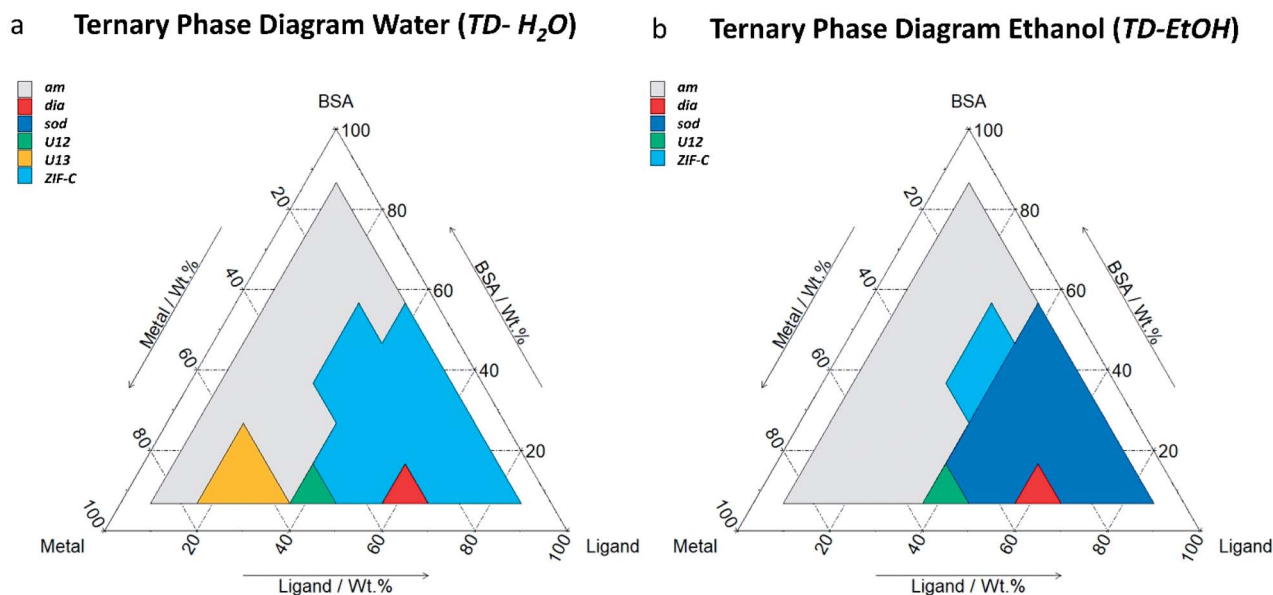 a Ternary Phase Diagram Water (TD- H₂O)
am
dia
sod
U12
U13
ZIF-C
BSA
100
80
60
40
20
20
40
60
80
100
Metal / Wt.%
BSA / Wt.%
Metal
Ligand
20
40
60
80
100
Ligand / Wt.%
b Ternary Phase Diagram Ethanol (TD-EtOH)
am
dia
sod
U12
ZIF-C
BSA
100
80
60
40
20
20
40
60
80
100
Metal / Wt.%
BSA / Wt.%
Metal
Ligand
20
40
60
80
100
Ligand / Wt.%